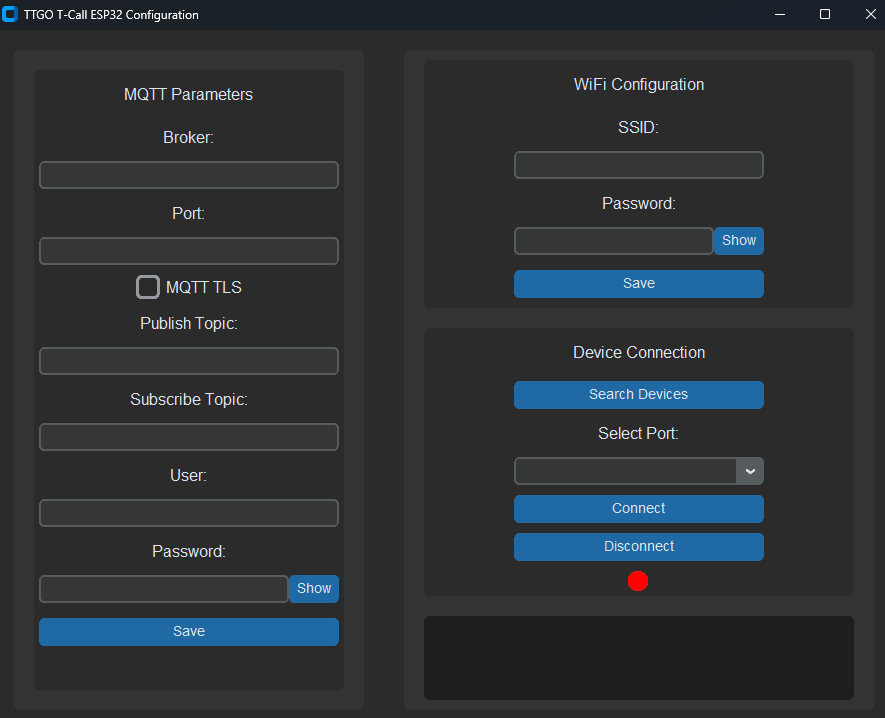 TTGO T-Call ESP32 Configuration
MQTT Parameters
Broker:
Port:
MQTT TLS
Publish Topic:
Subscribe Topic:
User:
Password:
Show
Save
WiFi Configuration
SSID:
Password:
Show
Save
Device Connection
Search Devices
Select Port:
Connect
Disconnect